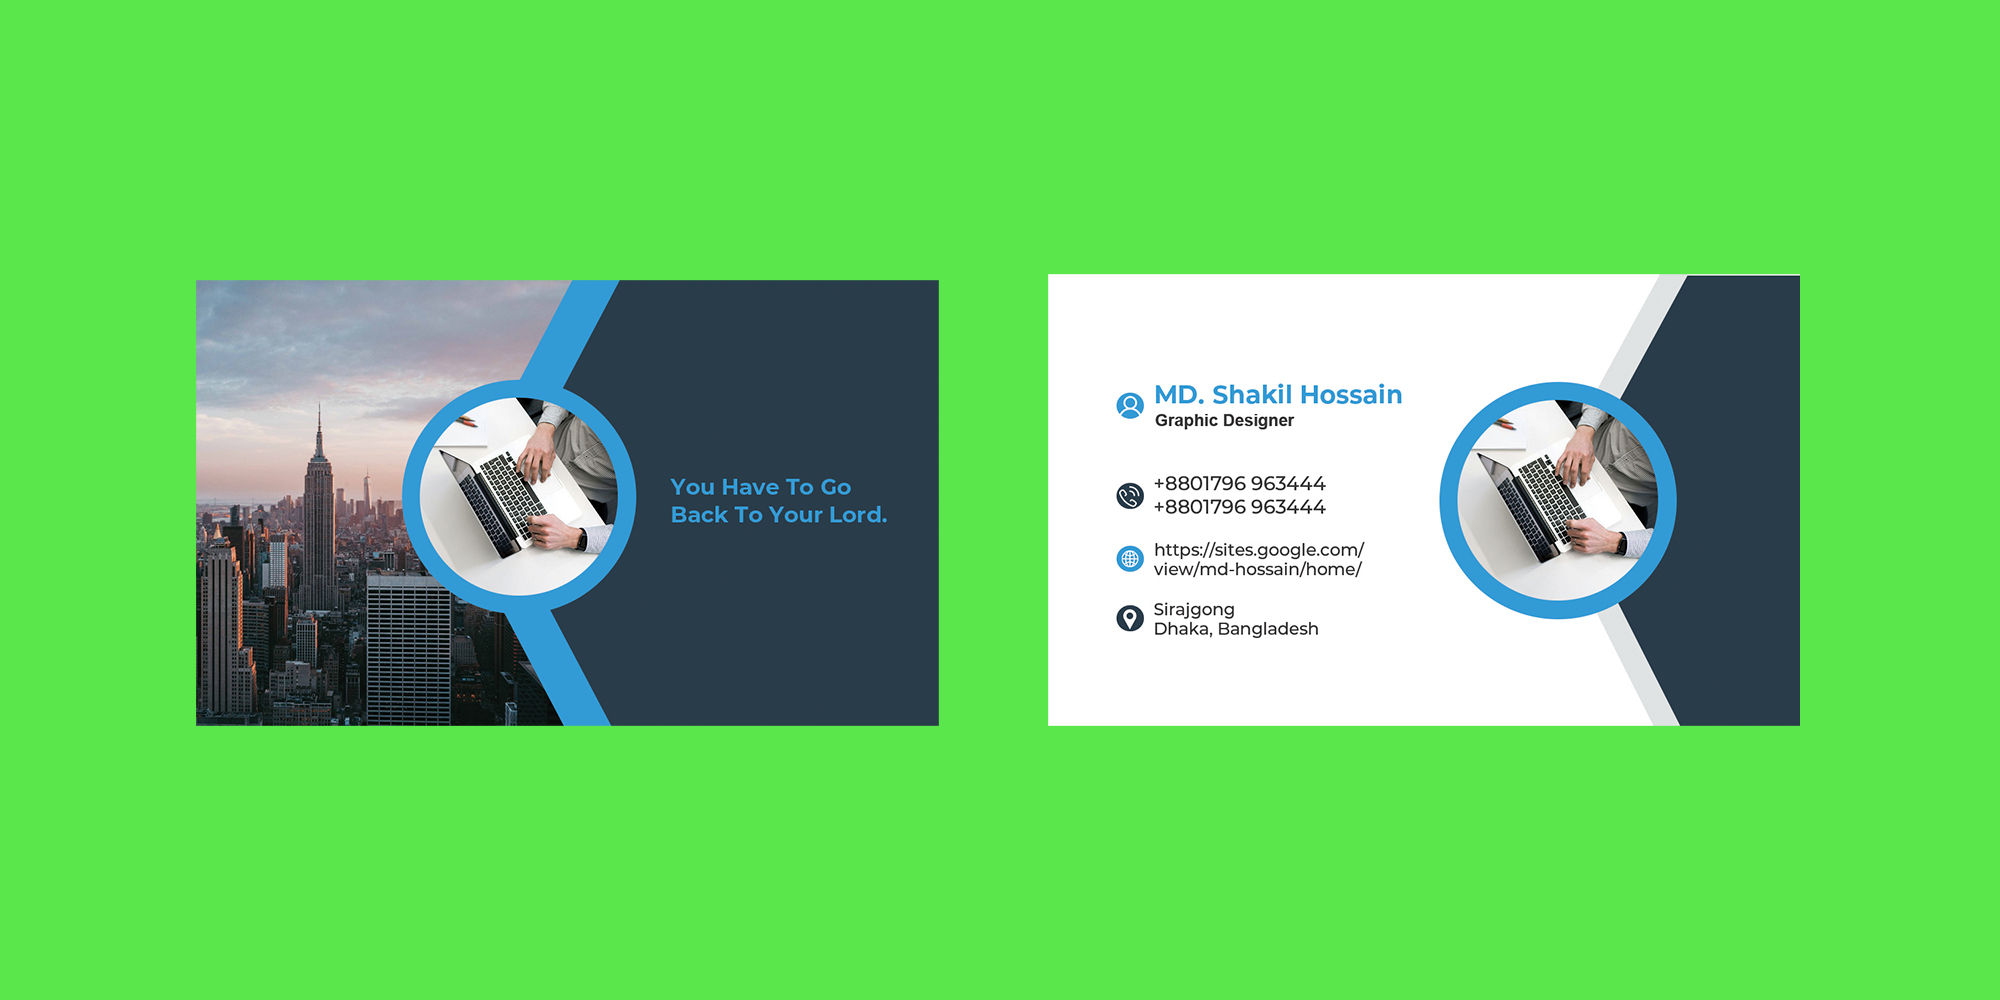 You Have To Go
Back To Your Lord.
MD. Shakil Hossain
Graphic Designer
+8801796 963444
+8801796 963444
https://sites.google.com/
view/md-hossain/home/
Sirajgong
Dhaka, Bangladesh